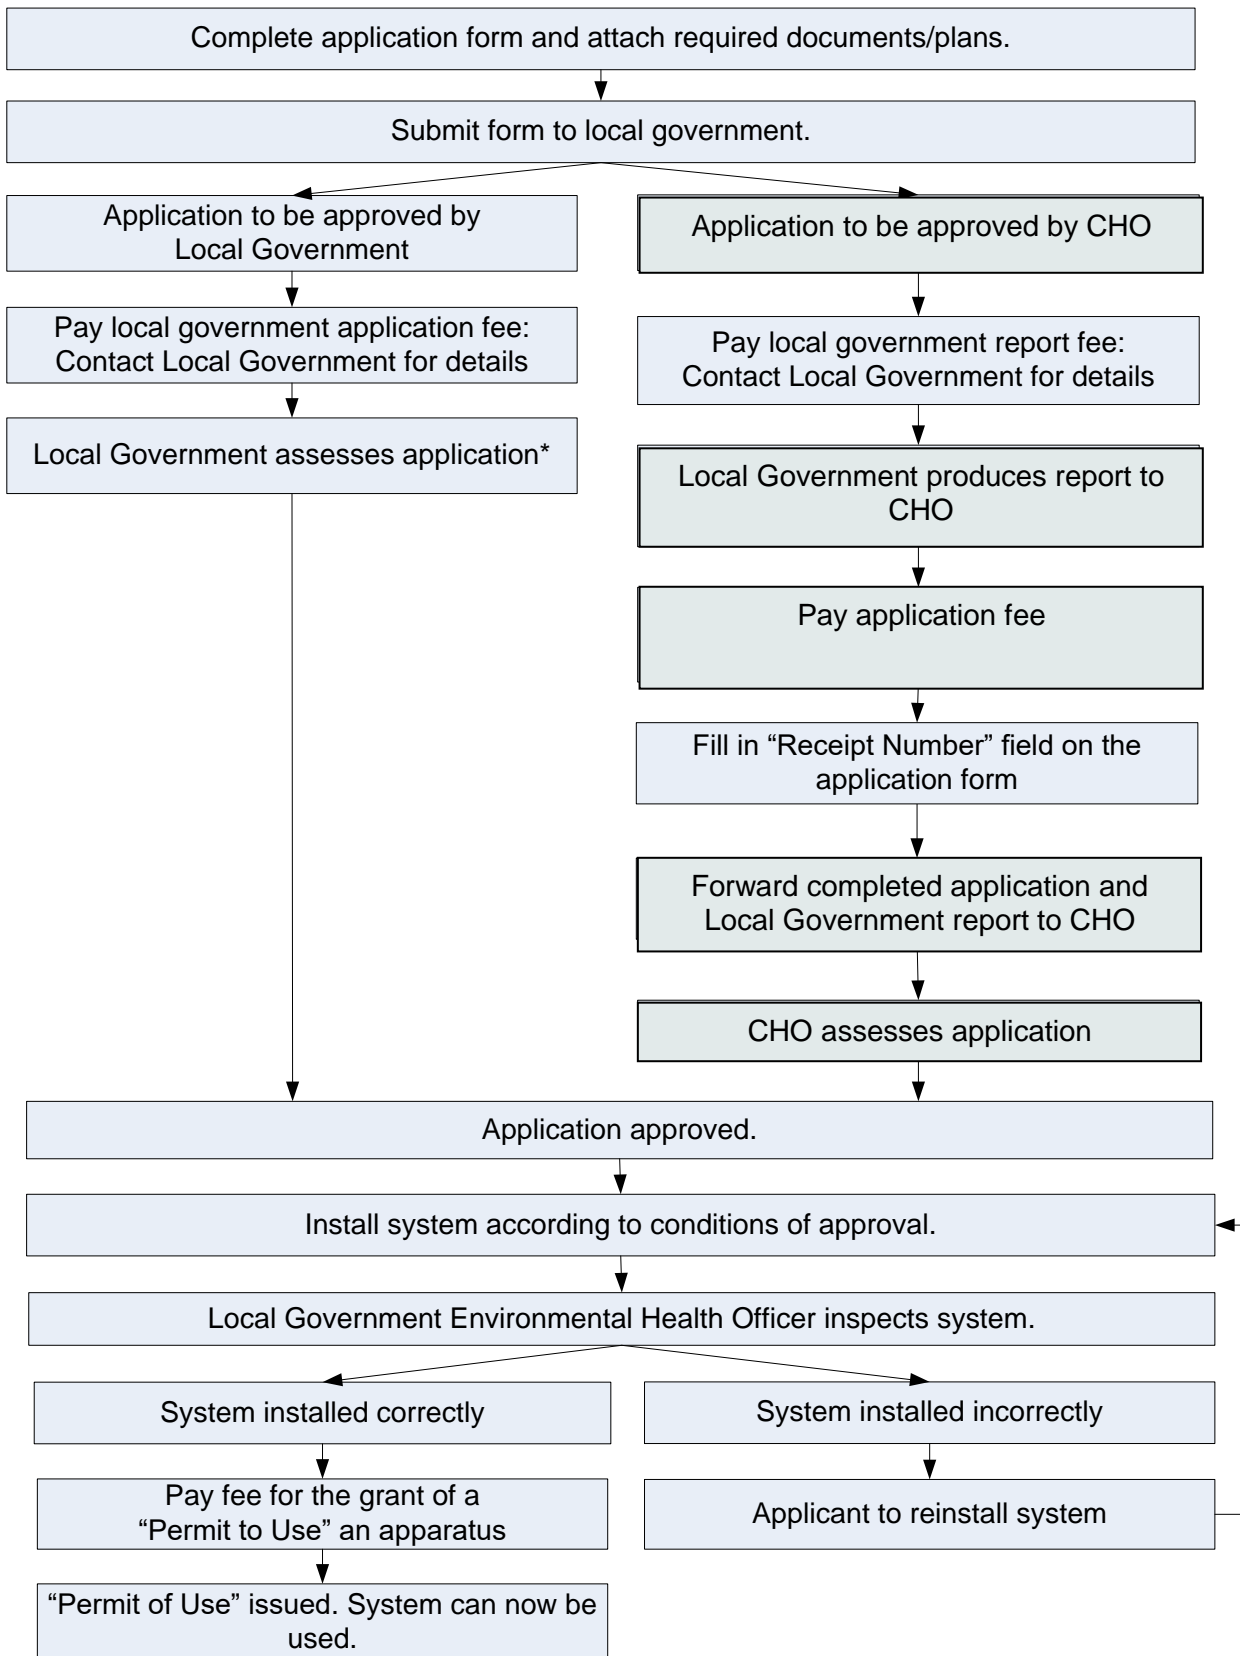 Complete application form and attach required documents/plans.
Submit form to local government.
Application to be approved by
Local Government
Application to be approved by CHO
Pay local government application fee:
Contact Local Government for details
Pay local government report fee:
Contact Local Government for details
Local Government assesses application*
Local Government produces report to
CHO
Pay application fee
Fill in “Receipt Number” field on the
application form
Forward completed application and
Local Government report to CHO
CHO assesses application
Application approved.
Install system according to conditions of approval.
Local Government Environmental Health Officer inspects system.
System installed correctly
System installed incorrectly
Pay fee for the grant of a
“Permit to Use” an apparatus
Applicant to reinstall system
“Permit of Use” issued. System can now be
used.